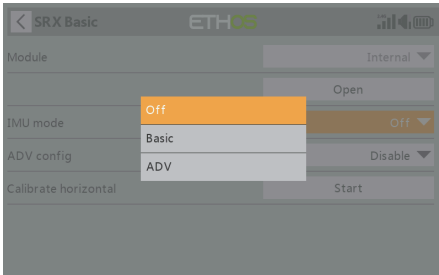 SRX Basic
ETHOS
Module
Internal
Open
Off
IMU mode
Off
Basic
ADV config
Disable
ADV
Calibrate horizontal
Start